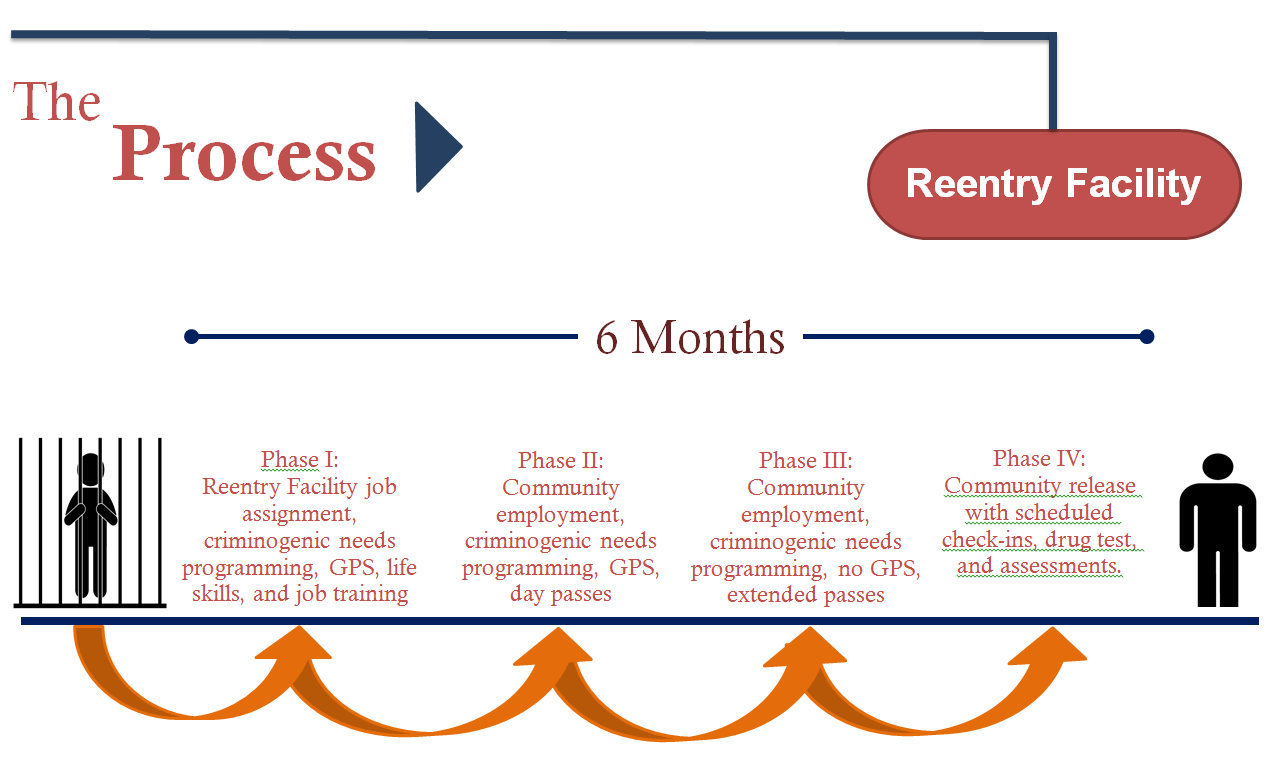 The
Process
Reentry Facility
6 Months
Phase I:
Reentry Facility job
assignment,
criminogenic needs
programming, GPS, life
skills, and job training
Phase II:
Community
employment,
criminogenic needs
programming, GPS,
day passes
Phase III:
Community
employment,
criminogenic needs
programming, no GPS,
extended passes
Phase IV:
Community release
with scheduled
check-ins, drug test,
and assessments.